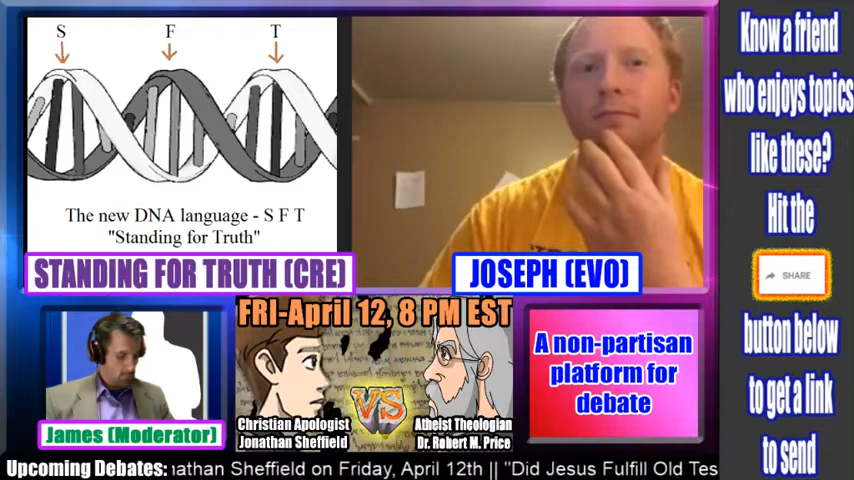 S F T
The new DNA language - S F T
"Standing for Truth"
STANDING FOR TRUTH (CRE)
JOSEPH (EVO)
James (Moderator)
FRI-April 12, 8 PM EST
VS
Christian Apologist
Jonathan Sheffield
Atheist Theologian
Dr. Robert M. Price
A non-partisan
platform for
debate
Know a friend
who enjoys topics
like these?
Hit the
SHARE
button below
to get a link
to send
Upcoming Debates: nathan Sheffield on Friday, April 12th || "Did Jesus Fulfill Old Tes